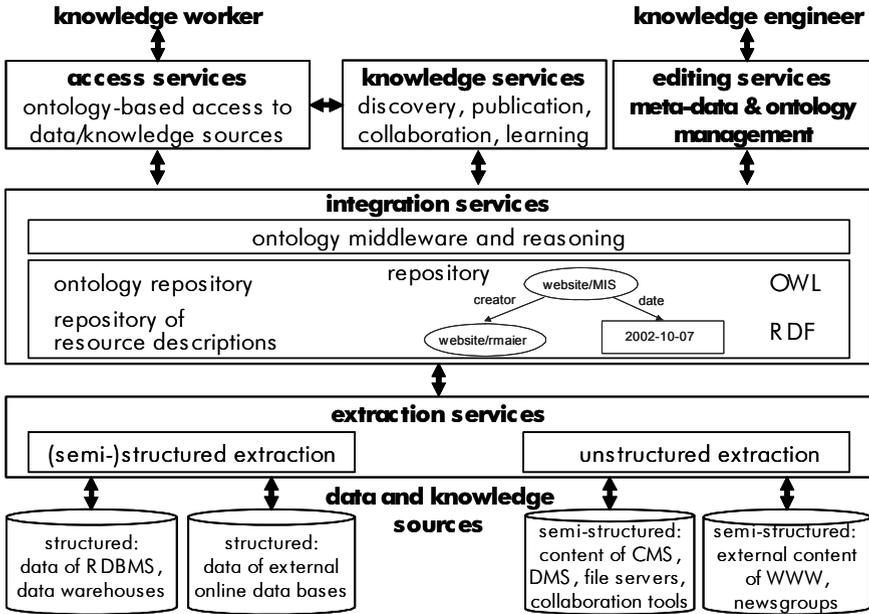 knowledge worker
knowledge engineer
access services
ontology-based access to
data/knowledge sources
knowledge services
discovery, publication,
collaboration, learning
editing services
meta-data & ontology
management
integration services
ontology middleware and reasoning
ontology repository
repository
website/MIS
OWL
creator
date
repository of
resource descriptions
website/rmaier
2002-10-07
RDF
extraction services
(semi-)structured extraction
unstructured extraction
data and knowledge
sources
structured:
data of RDBMS,
data warehouses
structured:
data of external
online data bases
semi-structured:
content of CMS,
DMS, file servers,
collaboration tools
semi-structured:
external content
of WWW,
newsgroups